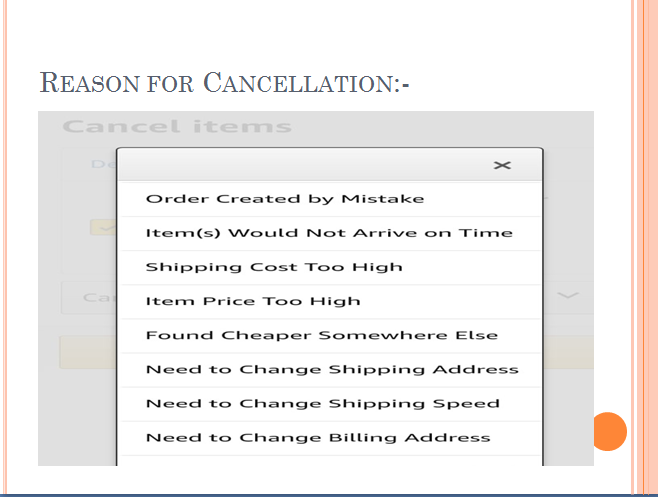 REASON FOR CANCELLATION:-
Cancel items
Order Created by Mistake
Item(s) Would Not Arrive on Time
Shipping Cost Too High
Item Price Too High
Found Cheaper Somewhere Else
Need to Change Shipping Address
Need to Change Shipping Speed
Need to Change Billing Address